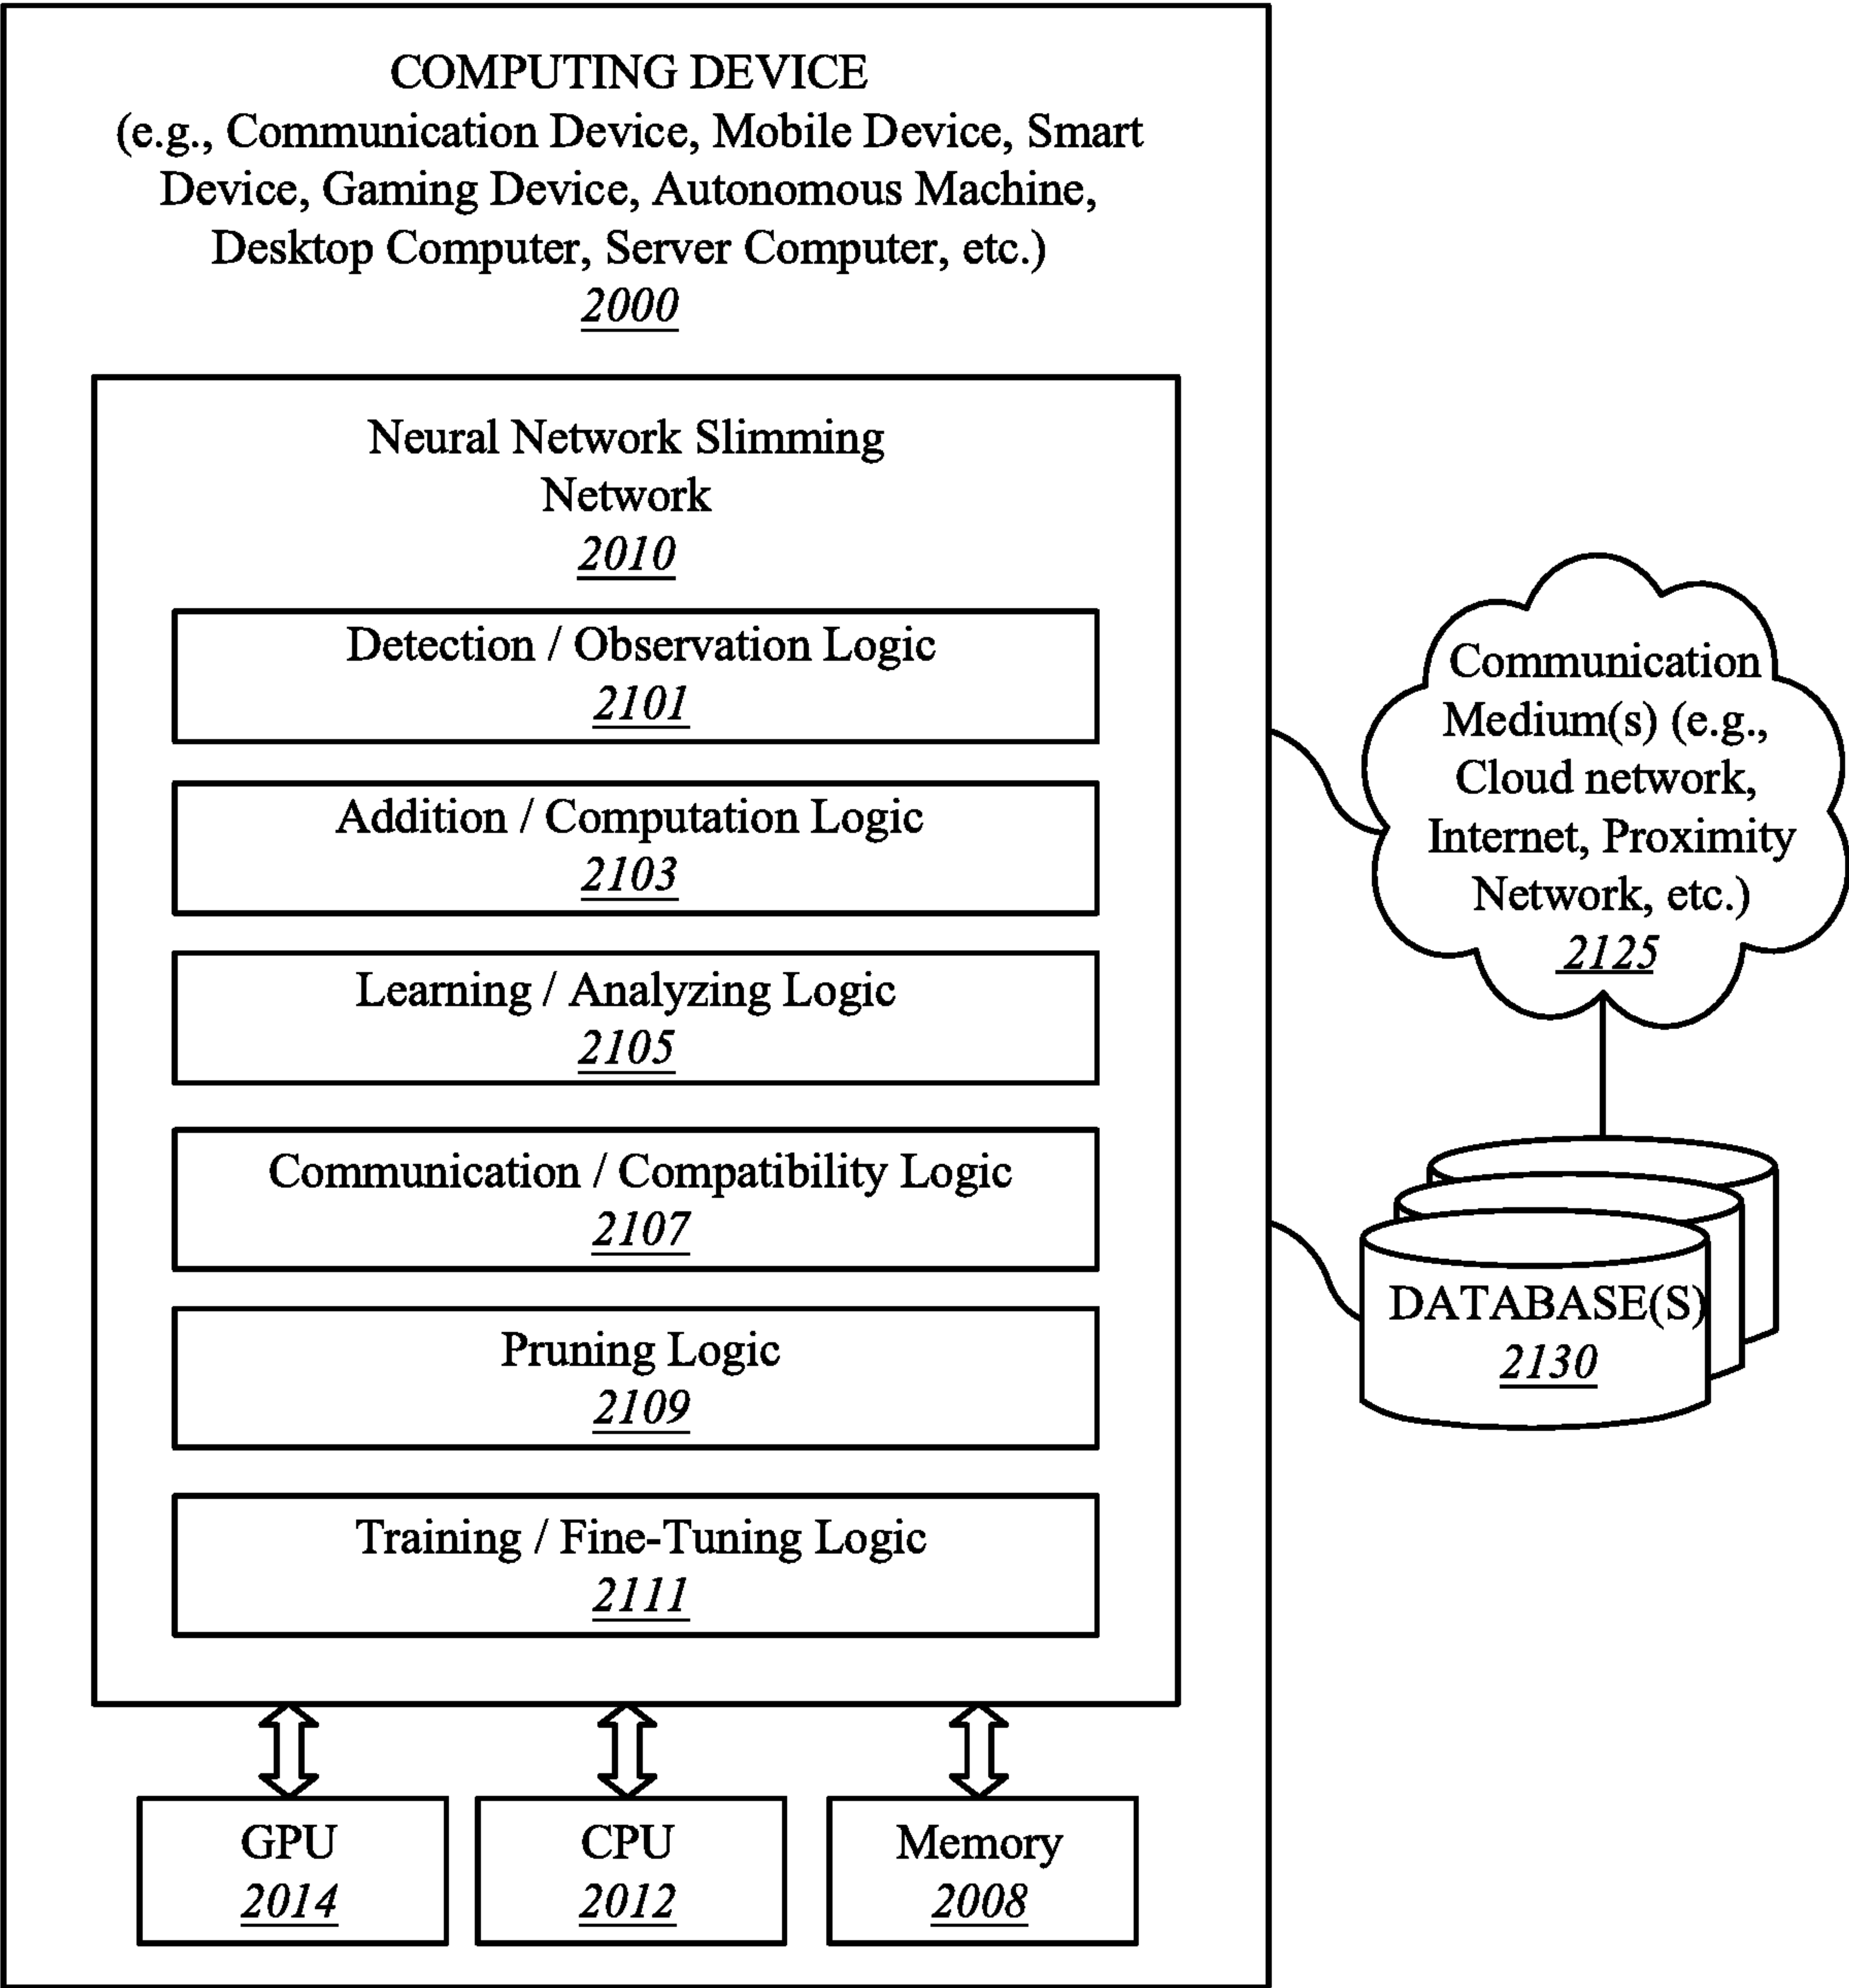 COMPUTING DEVICE
(e.g., Communication Device, Mobile Device, Smart
Device, Gaming Device, Autonomous Machine,
Desktop Computer, Server Computer, etc.)
2000
Neural Network Slimming
Network
2010
Detection / Observation Logic
2101
Addition / Computation Logic
2103
Learning / Analyzing Logic
2105
Communication / Compatibility Logic
2107
Pruning Logic
2109
Training / Fine-Tuning Logic
2111
GPU
2014
CPU
2012
Memory
2008
Communication
Medium(s) (e.g.,
Cloud network,
Internet, Proximity
Network, etc.)
2125
DATABASE(S)
2130